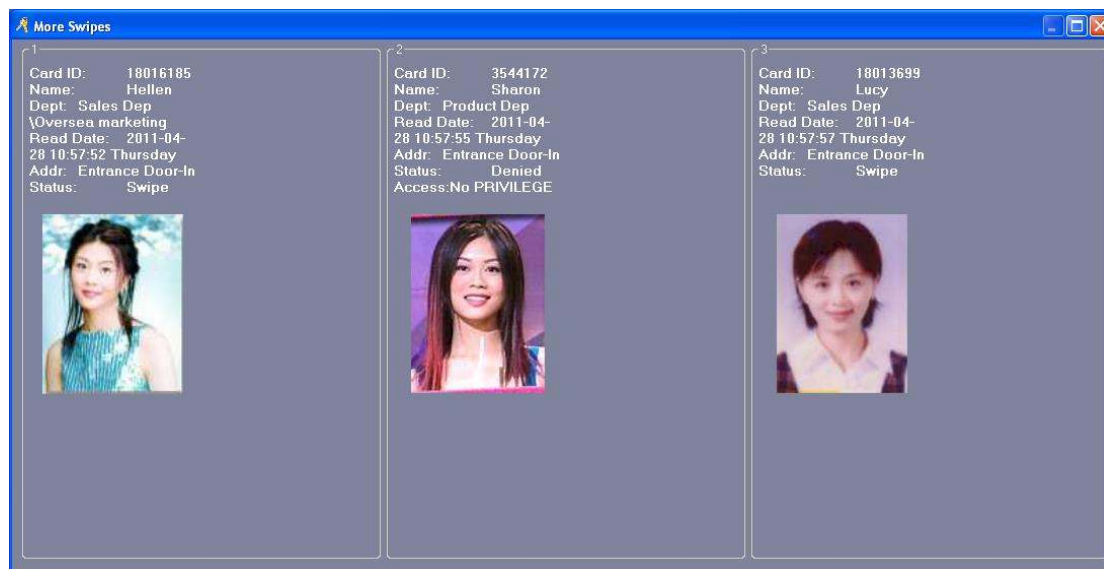 More Swipes
1
Card ID: 18016185
Name: Hellen
Dept: Sales Dep
\Oversea marketing
Read Date: 2011-04-
28 10:57:52 Thursday
Addr: Entrance Door-In
Status: Swipe
2
Card ID: 3544172
Name: Sharon
Dept: Product Dep
Read Date: 2011-04-
28 10:57:55 Thursday
Addr: Entrance Door-In
Status: Denied
Access:No PRIVILEGE
3
Card ID: 18013699
Name: Lucy
Dept: Sales Dep
Read Date: 2011-04-
28 10:57:57 Thursday
Addr: Entrance Door-In
Status: Swipe